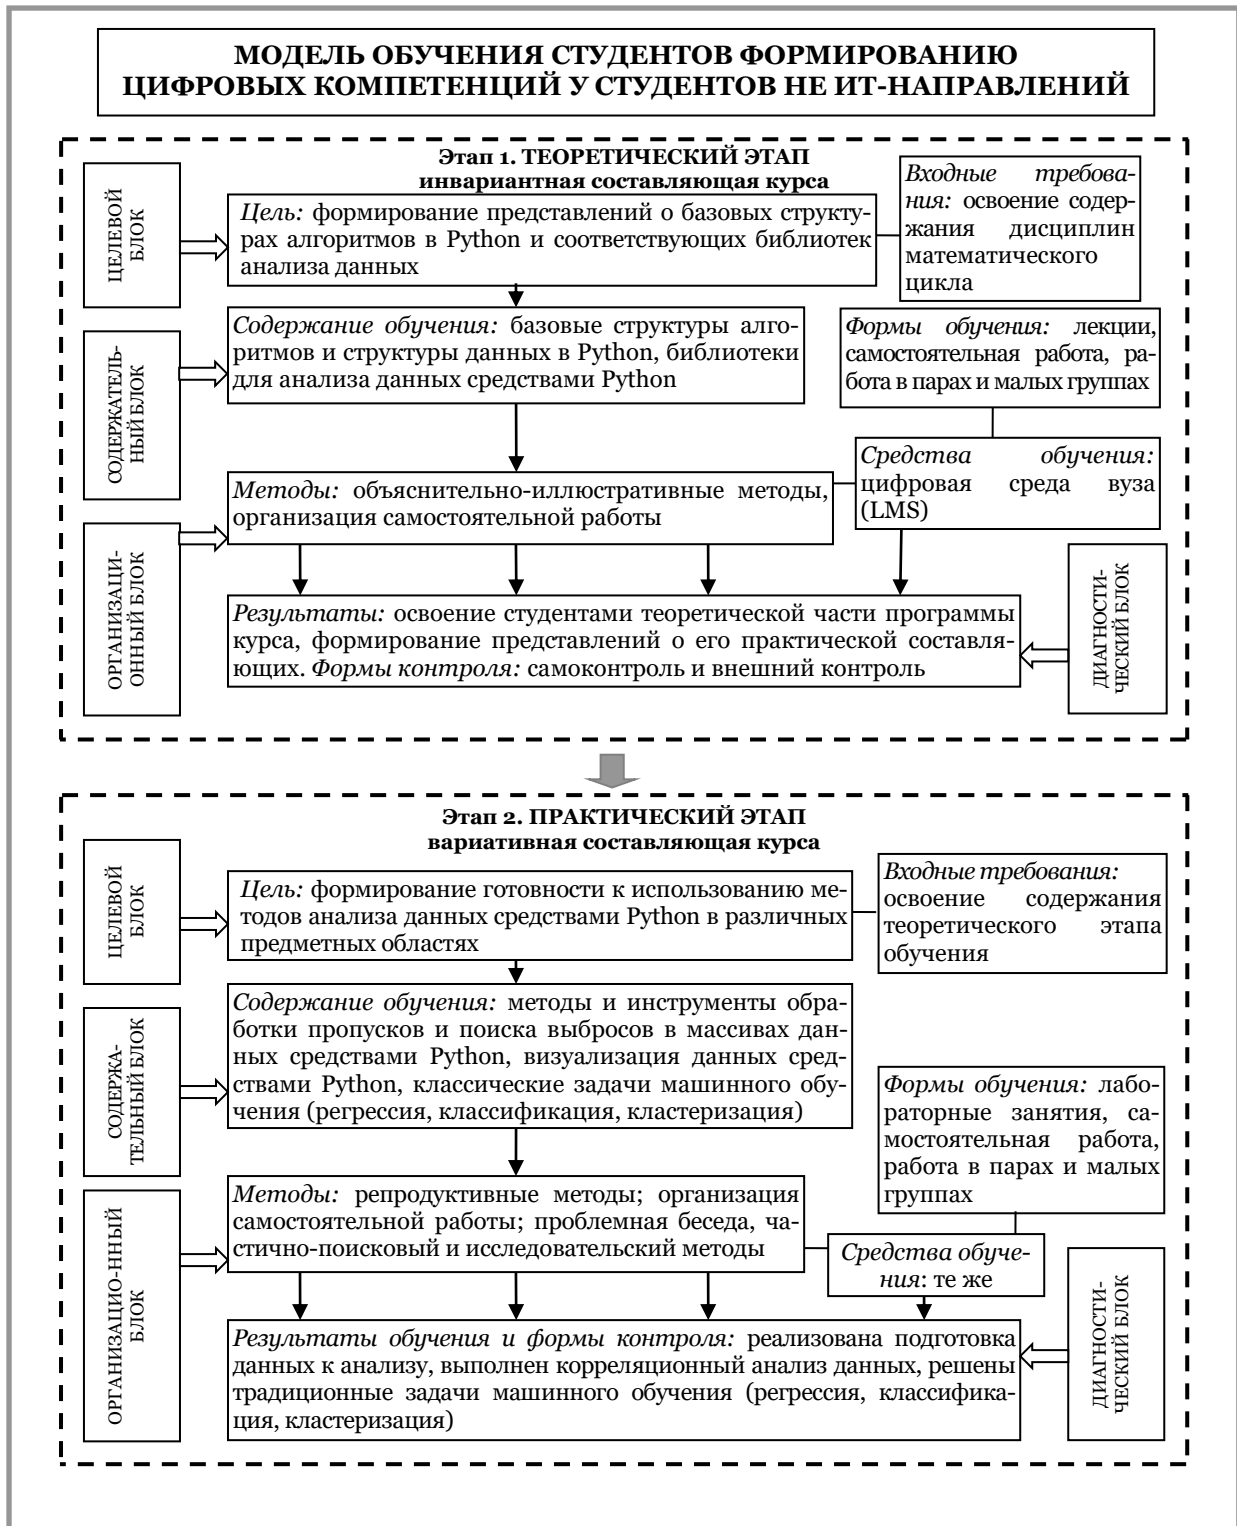 МОДЕЛЬ ОБУЧЕНИЯ СТУДЕНТОВ ФОРМИРОВАНИЮ
ЦИФРОВЫХ КОМПЕТЕНЦИЙ У СТУДЕНТОВ НЕ ИТ-НАПРАВЛЕНИЙ
Этап 1. ТЕОРЕТИЧЕСКИЙ ЭТАП
инвариантная составляющая курса
ЦЕЛЕВОЙ
БЛОК
Цель: формирование представлений о базовых структу-
рах алгоритмов в Python и соответствующих библиотек
анализа данных
Входные требова-
ния: освоение содер-
жания дисциплин
математического
цикла
СОДЕРЖАТЕЛЬ-
НЫЙ БЛОК
Содержание обучения: базовые структуры алго-
ритмов и структуры данных в Python, библиотеки
для анализа данных средствами Python
Формы обучения: лекции,
самостоятельная работа, ра-
бота в парах и малых группах
Средства обучения:
цифровая среда вуза
(LMS)
ОРГАНИЗАЦИ-
ОННЫЙ БЛОК
Методы: объяснительно-иллюстративные методы,
организация самостоятельной работы
Результаты: освоение студентами теоретической части программы
курса, формирование представлений о его практической составля-
ющих. Формы контроля: самоконтроль и внешний контроль
ДИАГНОСТИ-
ЧЕСКИЙ БЛОК
Этап 2. ПРАКТИЧЕСКИЙ ЭТАП
вариативная составляющая курса
ЦЕЛЕВОЙ
БЛОК
Цель: формирование готовности к использованию ме-
тодов анализа данных средствами Python в различных
предметных областях
Входные требования:
освоение содержания
теоретического этапа
обучения
СОДЕРЖА-
ТЕЛЬНЫЙ БЛОК
Содержание обучения: методы и инструменты обра-
ботки пропусков и поиска выбросов в массивах дан-
ных средствами Python, визуализация данных сред-
ствами Python, классические задачи машинного обу-
чения (регрессия, классификация, кластеризация)
Формы обучения: лабо-
раторные занятия, са-
мостоятельная работа,
работа в парах и малых
группах
ОРГАНИЗАЦИО-ННЫЙ
БЛОК
Методы: репродуктивные методы; организация
самостоятельной работы; проблемная беседа, ча-
стично-поисковый и исследовательский методы
Средства обуче-
ния: те же
Результаты обучения и формы контроля: реализована подготовка
данных к анализу, выполнен корреляционный анализ данных, решены
традиционные задачи машинного обучения (регрессия, классифика-
ция, кластеризация)
ДИАГНОСТИ-
ЧЕСКИЙ БЛОК